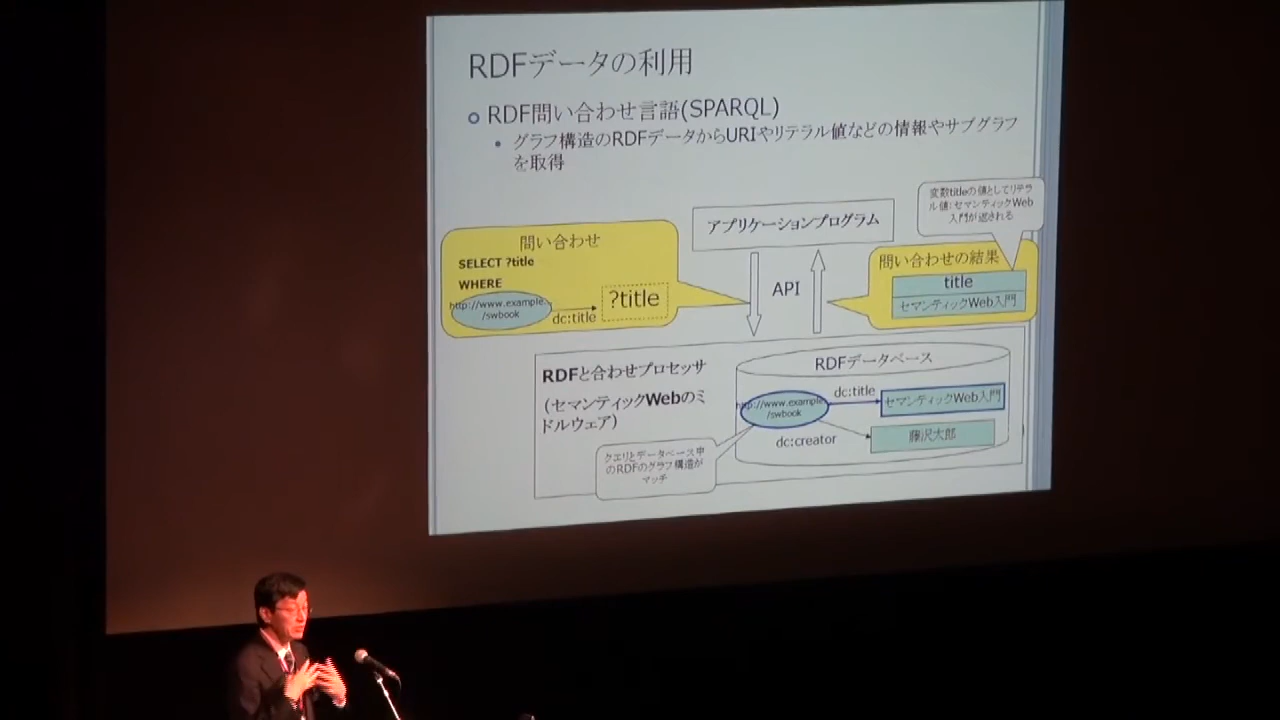 RDFデータの利用
RDF問い合わせ言語(SPARQL)
グラフ構造のRDFデータからURIやリテラル値などの情報やサブグラフ
を取得
変数titleの値としてリテラ
ル値:セマンティックWeb
入門が返される
アプリケーションプログラム
問い合わせ
SELECT ?title
WHERE
http://www.example.
/swbook
dc:title
?title
API
問い合わせの結果
title
セマンティックWeb入門
RDFと合わせプロセッサ
(セマンティックWebのミ
ドルウェア)
RDFデータベース
http://www.example.
/swbook
dc:title
セマンティックWeb入門
dc:creator
藤沢太郎
クエリとデータベース中
のRDFのグラフ構造が
マッチ